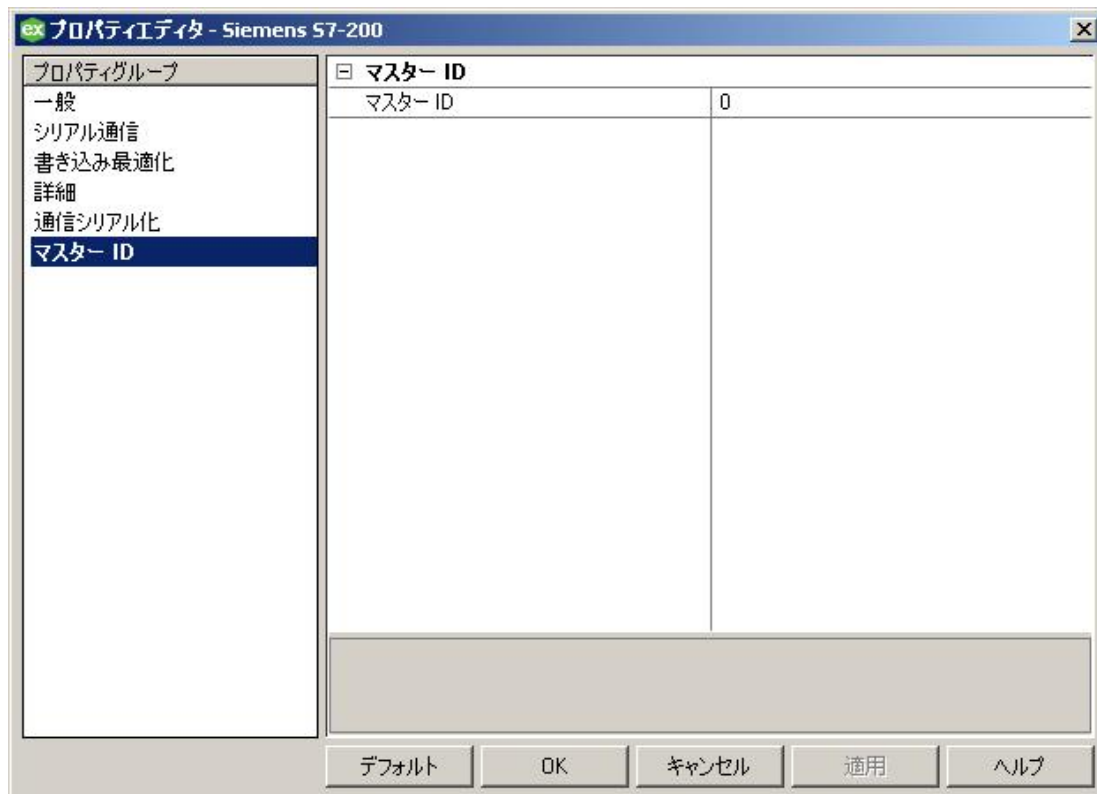 ex プロパティエディタ - Siemens S7-200
プロパティグループ
一般
シリアル通信
書き込み最適化
詳細
通信シリアル化
マスター ID
マスター ID
マスター ID 0
デフォルト OK キャンセル 適用 ヘルプ